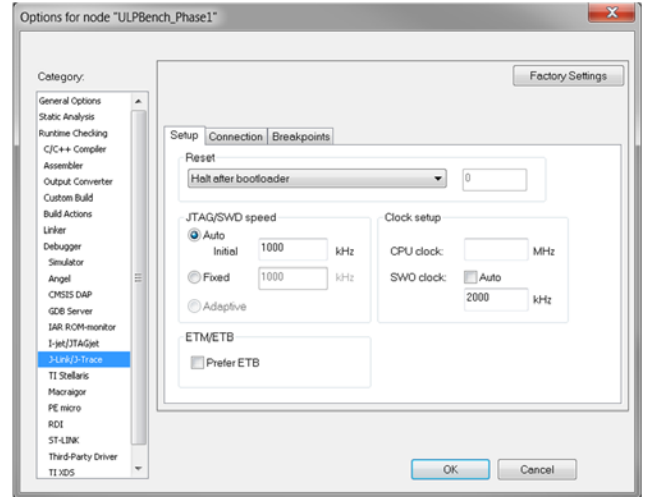 Options for node "ULPBench_Phase1"
Category:
Factory Settings
General Options
Static Analysis
Runtime Checking
C/C++ Compiler
Assembler
Output Converter
Custom Build
Build Actions
Linker
Debugger
Simulator
Angel
CMSIS DAP
GDB Server
IAR ROM-monitor
I-jet/JTAGjet
J-Link/J-Trace
TI Stellaris
Macraigor
PE micro
RDI
ST-LINK
Third-Party Driver
TI XDS
Setup Connection Breakpoints
Reset
Halt after bootloader 0
JTAG/SWD speed
Auto
Initial 1000 kHz
Fixed 1000 kHz
Adaptive
Clock setup
CPU clock: MHz
SWO clock: Auto
2000 kHz
ETM/ETB
Prefer ETB
OK Cancel